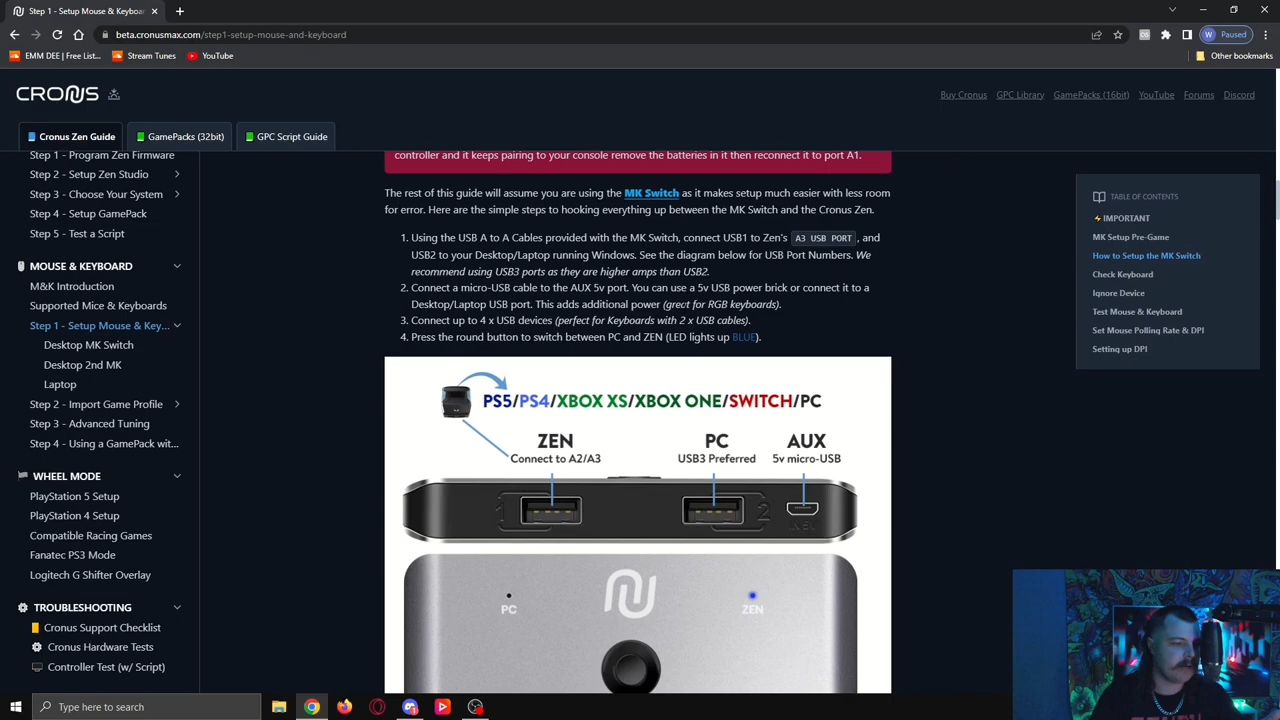 Step 1 - Setup Mouse & Keyboar
beta.cronusmax.com/step1-setup-mouse-and-keyboard
W Paused
EMM DEE | Free List...
Stream Tunes
YouTube
Other bookmarks
CRONUS
Buy Cronus
GPC Library
GamePacks (16bit)
YouTube
Forums
Discord
Cronus Zen Guide
GamePacks (32bit)
GPC Script Guide
Step 1 - Program Zen Firmware
Step 2 - Setup Zen Studio
Step 3 - Choose Your System
Step 4 - Setup GamePack
Step 5 - Test a Script
MOUSE & KEYBOARD
M&K Introduction
Supported Mice & Keyboards
Step 1 - Setup Mouse & Key...
Desktop MK Switch
Desktop 2nd MK
Laptop
Step 2 - Import Game Profile
Step 3 - Advanced Tuning
Step 4 - Using a GamePack wit...
WHEEL MODE
PlayStation 5 Setup
PlayStation 4 Setup
Compatible Racing Games
Fanatec PS3 Mode
Logitech G Shifter Overlay
TROUBLESHOOTING
Cronus Support Checklist
Cronus Hardware Tests
Controller Test (w/ Script)
controller and it keeps pairing to your console remove the batteries in it then reconnect it to port A1.
The rest of this guide will assume you are using the MK Switch as it makes setup much easier with less room
for error. Here are the simple steps to hooking everything up between the MK Switch and the Cronus Zen.
1. Using the USB A to A Cables provided with the MK Switch, connect USB1 to Zen's A3 USB PORT, and
USB2 to your Desktop/Laptop running Windows. See the diagram below for USB Port Numbers. We
recommend using USB3 ports as they are higher amps than USB2.
2. Connect a micro-USB cable to the AUX 5v port. You can use a 5v USB power brick or connect it to a
Desktop/Laptop USB port. This adds additional power (great for RGB keyboards).
3. Connect up to 4 x USB devices (perfect for Keyboards with 2 x USB cables).
4. Press the round button to switch between PC and ZEN (LED lights up BLUE).
PS5/PS4/XBOX XS/XBOX ONE/SWITCH/PC
ZEN
Connect to A2/A3
PC
USB3 Preferred
AUX
5v micro-USB
1
2
PC
ZEN
TABLE OF CONTENTS
⚡IMPORTANT
MK Setup Pre-Game
How to Setup the MK Switch
Check Keyboard
Ignore Device
Test Mouse & Keyboard
Set Mouse Polling Rate & DPI
Setting up DPI
Type here to search